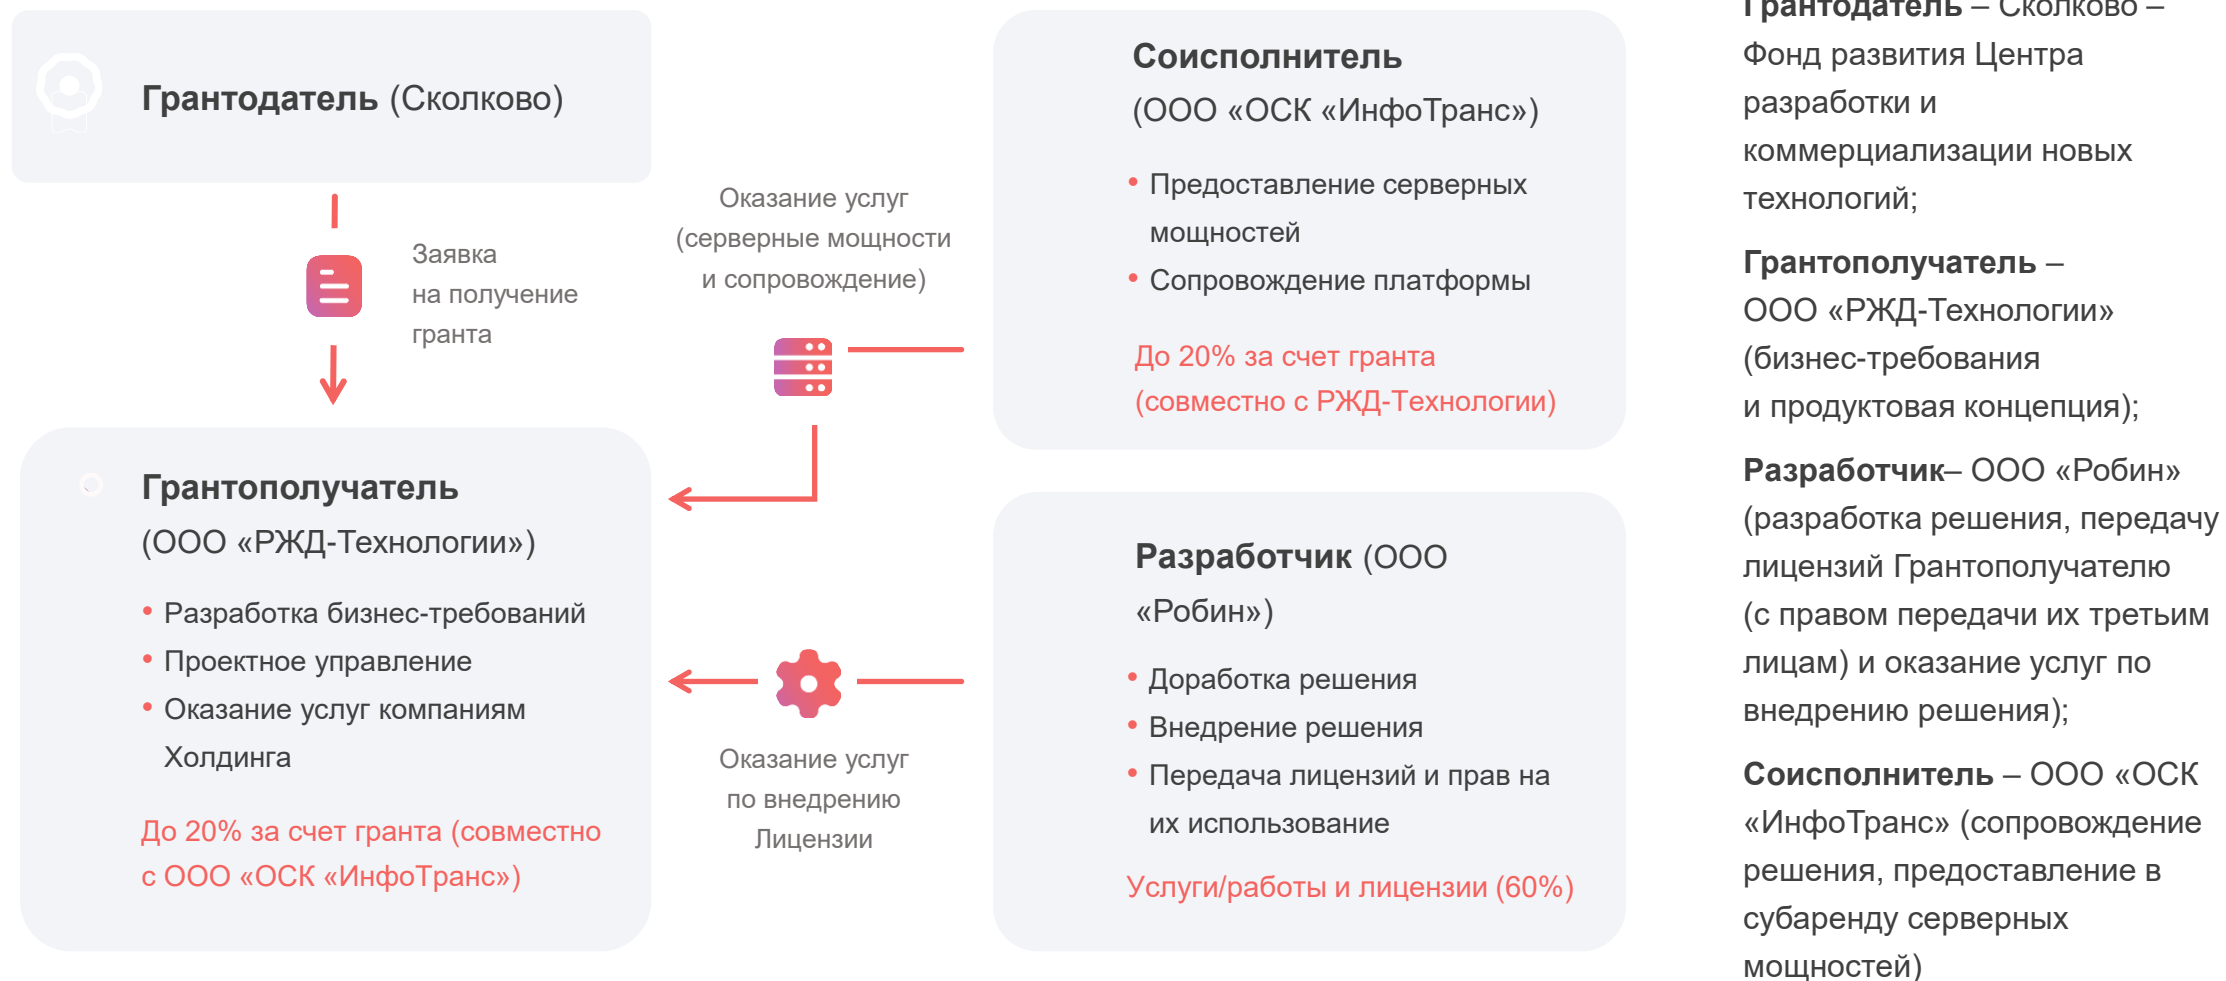 Грантодатель (Сколково)
Заявка
на получение
гранта
Грантополучатель
(ООО «РЖД-Технологии»)
• Разработка бизнес-требований
• Проектное управление
• Оказание услуг компаниям
Холдинга
До 20% за счет гранта (совместно
с ООО «ОСК «ИнфоТранс»)
Оказание услуг
(серверные мощности
и сопровождение)
Оказание услуг
по внедрению
Лицензии
Соисполнитель
(ООО «ОСК «ИнфоТранс»)
• Предоставление серверных
мощностей
• Сопровождение платформы
До 20% за счет гранта
(совместно с РЖД-Технологии)
Разработчик (ООО
«Робин»)
• Доработка решения
• Внедрение решения
• Передача лицензий и прав на
их использование
Услуги/работы и лицензии (60%)
Грантодатель – Сколково –
Фонд развития Центра
разработки и
коммерциализации новых
технологий;
Грантополучатель –
ООО «РЖД-Технологии»
(бизнес-требования
и продуктовая концепция);
Разработчик– ООО «Робин»
(разработка решения, передачу
лицензий Грантополучателю
(с правом передачи их третьим
лицам) и оказание услуг по
внедрению решения);
Соисполнитель – ООО «ОСК
«ИнфоТранс» (сопровождение
решения, предоставление в
субаренду серверных
мощностей)